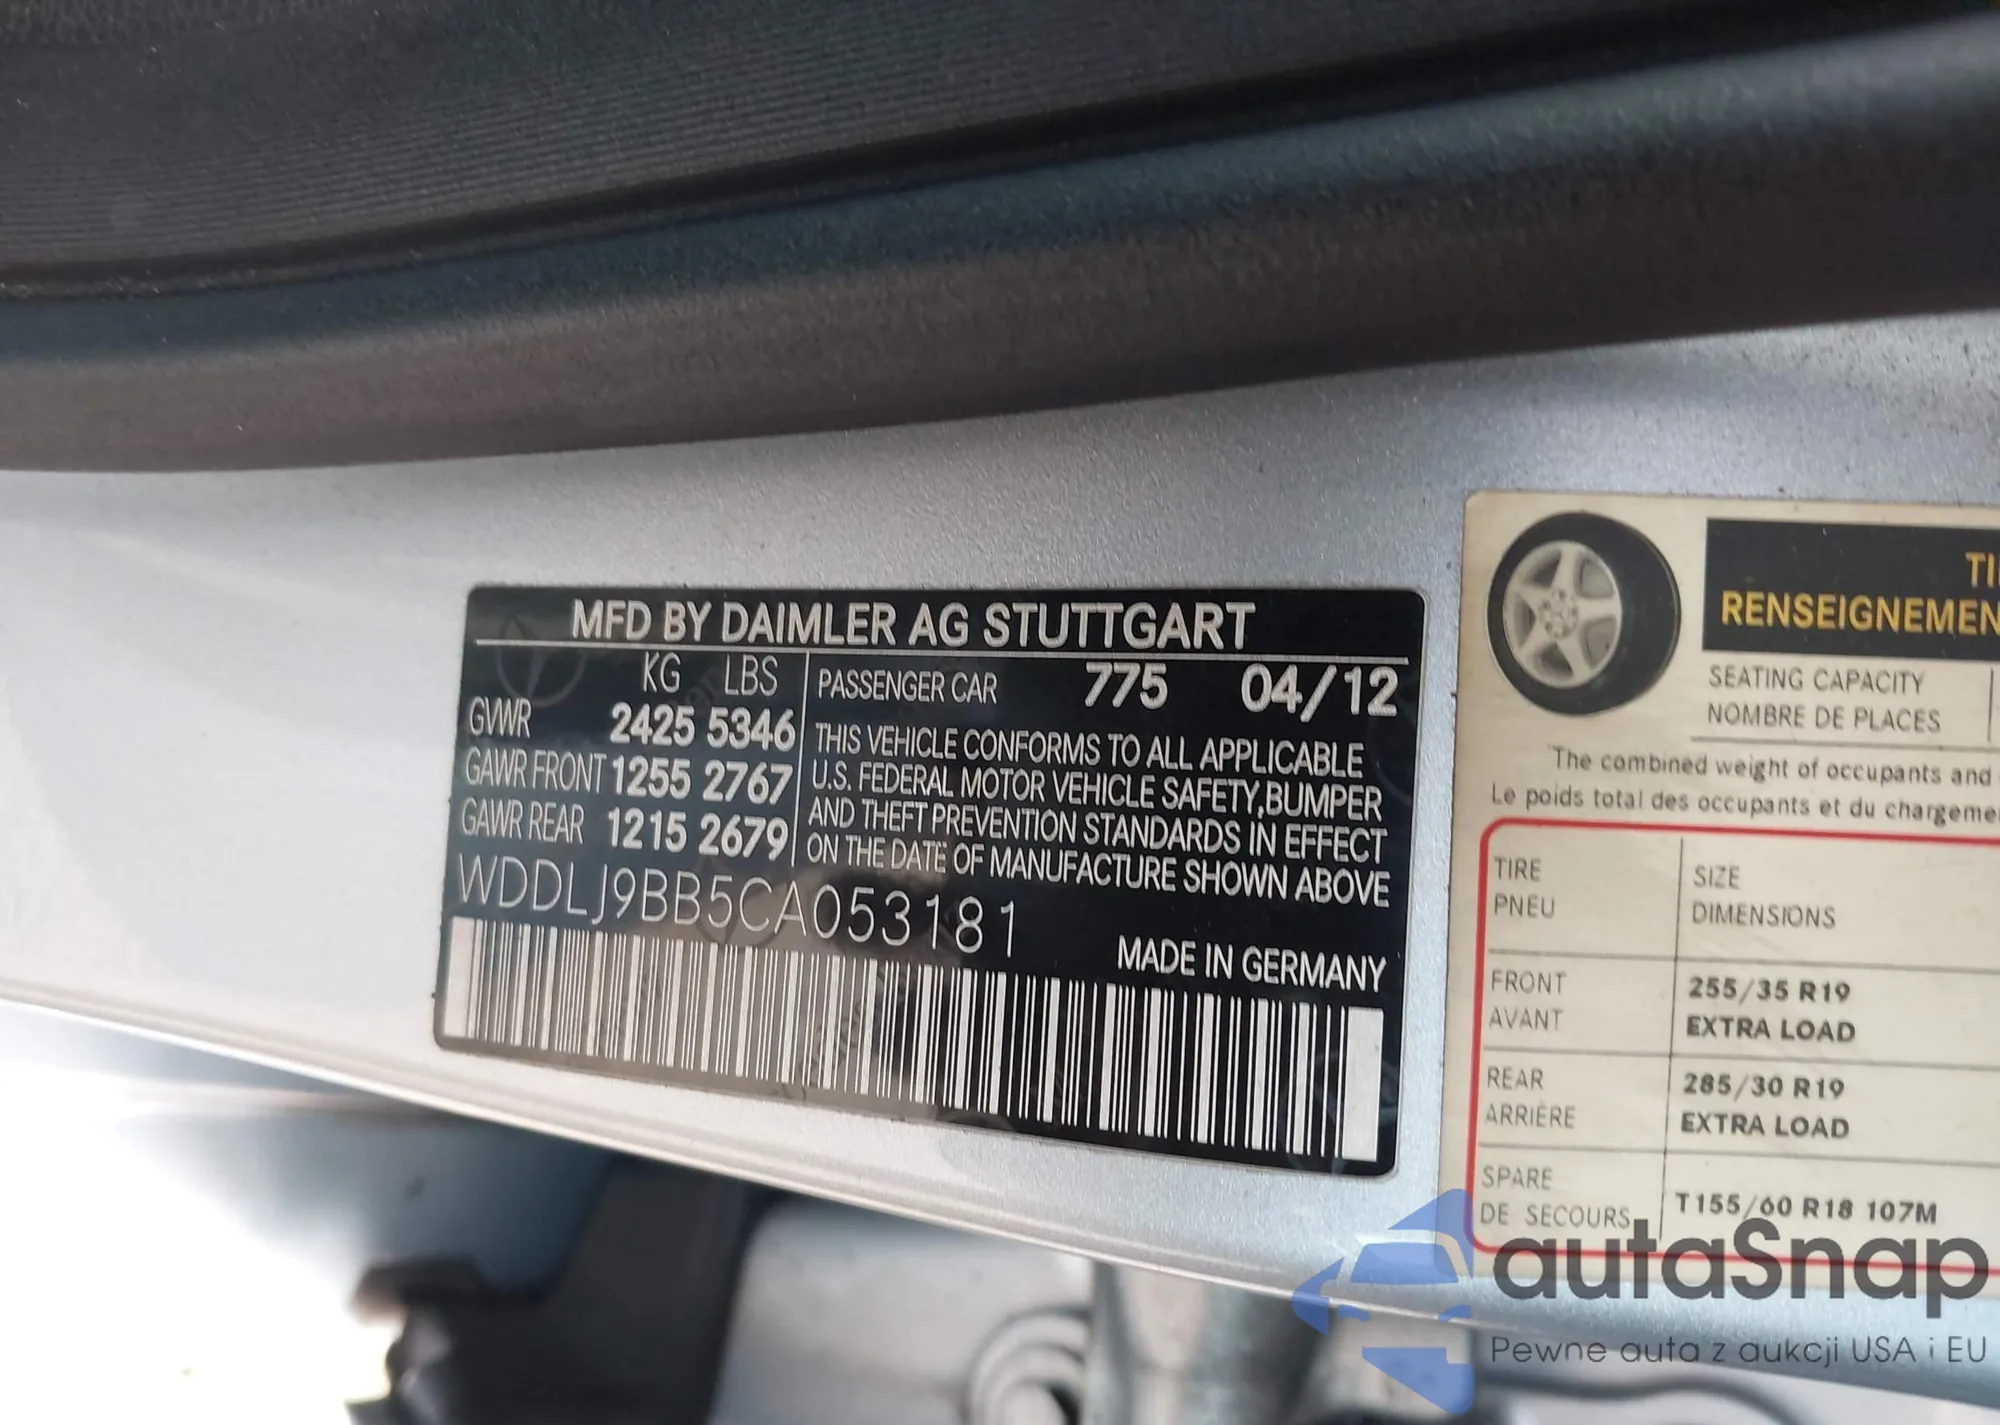 MFD BY DAIMLER AG STUTTGART
KG LBS
GVWR 2425 5346
GAWR FRONT 1255 2767
GAWR REAR 1215 2679
PASSENGER CAR 775 04/12
THIS VEHICLE CONFORMS TO ALL APPLICABLE
U.S. FEDERAL MOTOR VEHICLE SAFETY, BUMPER
AND THEFT PREVENTION STANDARDS IN EFFECT
ON THE DATE OF MANUFACTURE SHOWN ABOVE
WDDLJ9BB5CA053181
MADE IN GERMANY
SEATING CAPACITY
NOMBRE DE PLACES
The combined weight of occupants and
Le poids total des occupants et du
TIRE SIZE
PNEU DIMENSIONS
FRONT 255/35 R19
AVANT EXTRA LOAD
REAR 285/30 R19
ARRIÈRE EXTRA LOAD
SPARE
DE SECOURS T155/60 R18 107M
autaSnap
Pewne auta z aukcji USA i EU